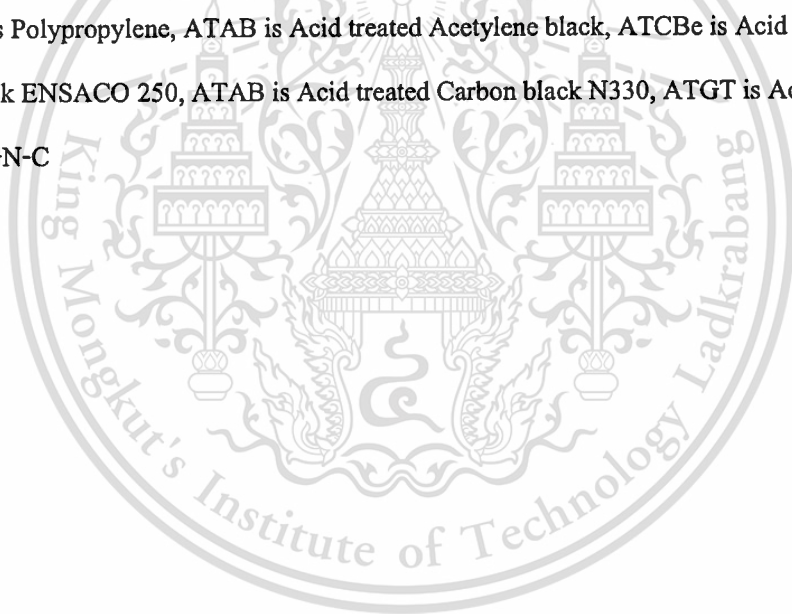 s Polypropylene, ATAB is Acid treated Acetylene black, ATCBe is Acid
k ENSACO 250, ATAB is Acid treated Carbon black N330, ATGT is Ac
N-C
King Mongkut's Institute of Technology Ladkrabang